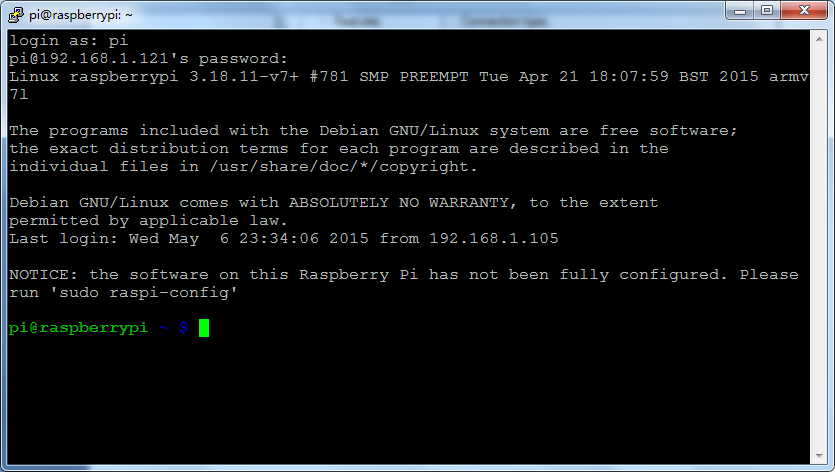 pi@raspberrypi: ~
Features
Connection types
login as: pi
pi@192.168.1.121's password:
Linux raspberrypi 3.18.11-v7+ #781 SMP PREEMPT Tue Apr 21 18:07:59 BST 2015 armv
7l
The programs included with the Debian GNU/Linux system are free software;
the exact distribution terms for each program are described in the
individual files in /usr/share/doc/*/copyright.
Debian GNU/Linux comes with ABSOLUTELY NO WARRANTY, to the extent
permitted by applicable law.
Last login: Wed May  6 23:34:06 2015 from 192.168.1.105
NOTICE: the software on this Raspberry Pi has not been fully configured. Please
run 'sudo raspi-config'
pi@raspberrypi ~ $